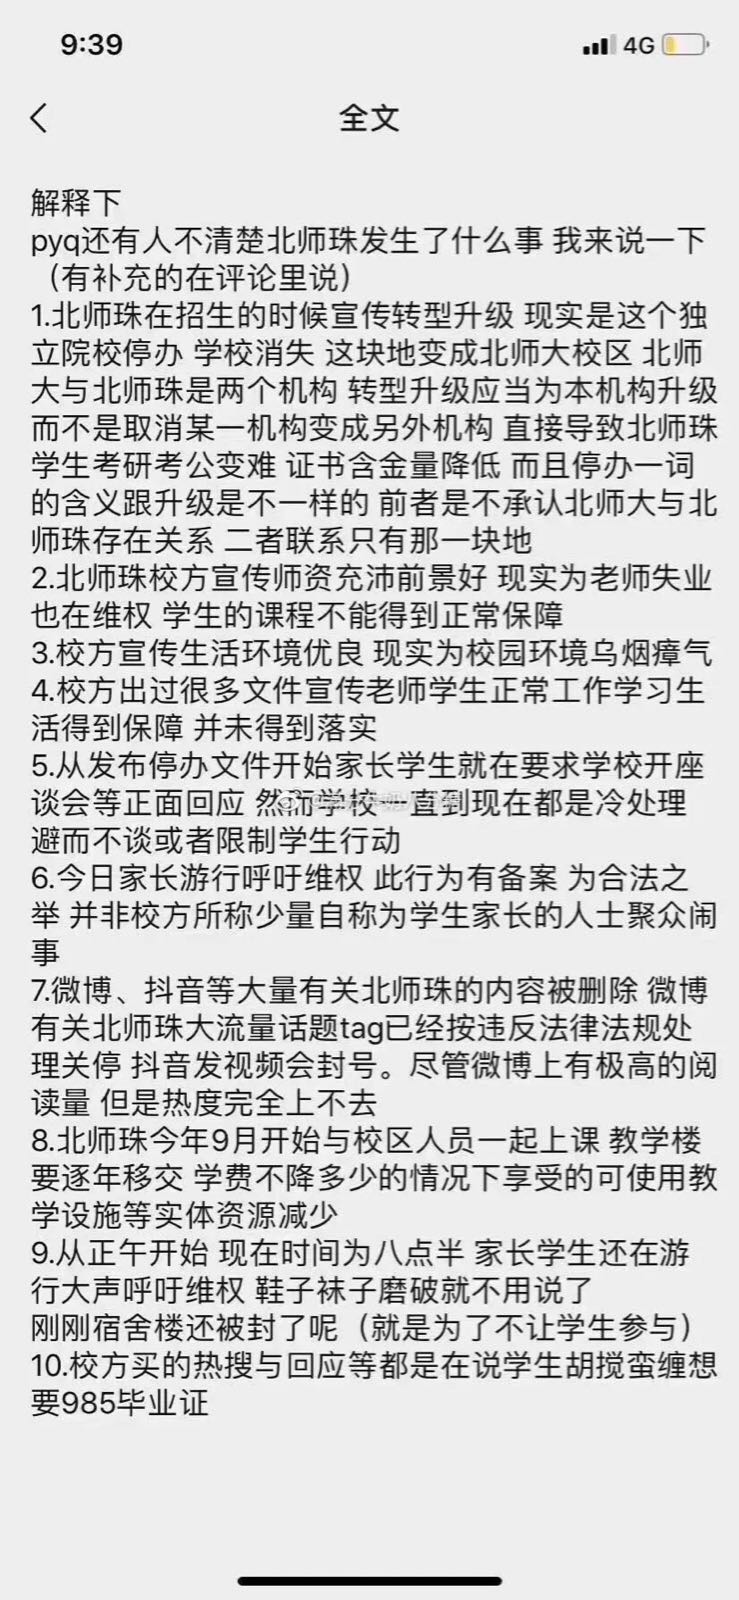 9:39
4G
全文
解释下
pyq还有人不清楚北师珠发生了什么事 我来说一下
（有补充的在评论里说）
1.北师珠在招生的时候宣传转型升级 现实是这个独
立院校停办 学校消失 这块地变成北师大校区 北师
大与北师珠是两个机构 转型升级应当为本机构升级
而不是取消某一机构变成另外机构 直接导致北师珠
学生考研考公变难 证书含金量降低 而且停办一词
的含义跟升级是不一样的 前者是不承认北师大与北
师珠存在关系 二者联系只有那一块地
2.北师珠校方宣传师资充沛前景好 现实为老师失业
也在维权 学生的课程不能得到正常保障
3.校方宣传生活环境优良 现实为校园环境乌烟瘴气
4.校方出过很多文件宣传老师学生正常工作学习生
活得到保障 并未得到落实
5.从发布停办文件开始家长学生就在要求学校开座
谈会等正面回应 然而学校一直到现在都是冷处理
避而不谈或者限制学生行动
6.今日家长游行呼吁维权 此行为有备案 为合法之
举 并非校方所称少量自称为学生家长的人士聚众闹
事
7.微博、抖音等大量有关北师珠的内容被删除 微博
有关北师珠大流量话题tag已经按违反法律法规处
理关停 抖音发视频会封号。尽管微博上有极高的阅
读量 但是热度完全上不去
8.北师珠今年9月开始与校区人员一起上课 教学楼
要逐年移交 学费不降多少的情况下享受的可使用教
学设施等实体资源减少
9.从正午开始 现在时间为八点半 家长学生还在游
行大声呼吁维权 鞋子袜子磨破就不用说了
刚刚宿舍楼还被封了呢（就是为了不让学生参与）
10.校方买的热搜与回应等都是在说学生胡搅蛮缠想
要985毕业证